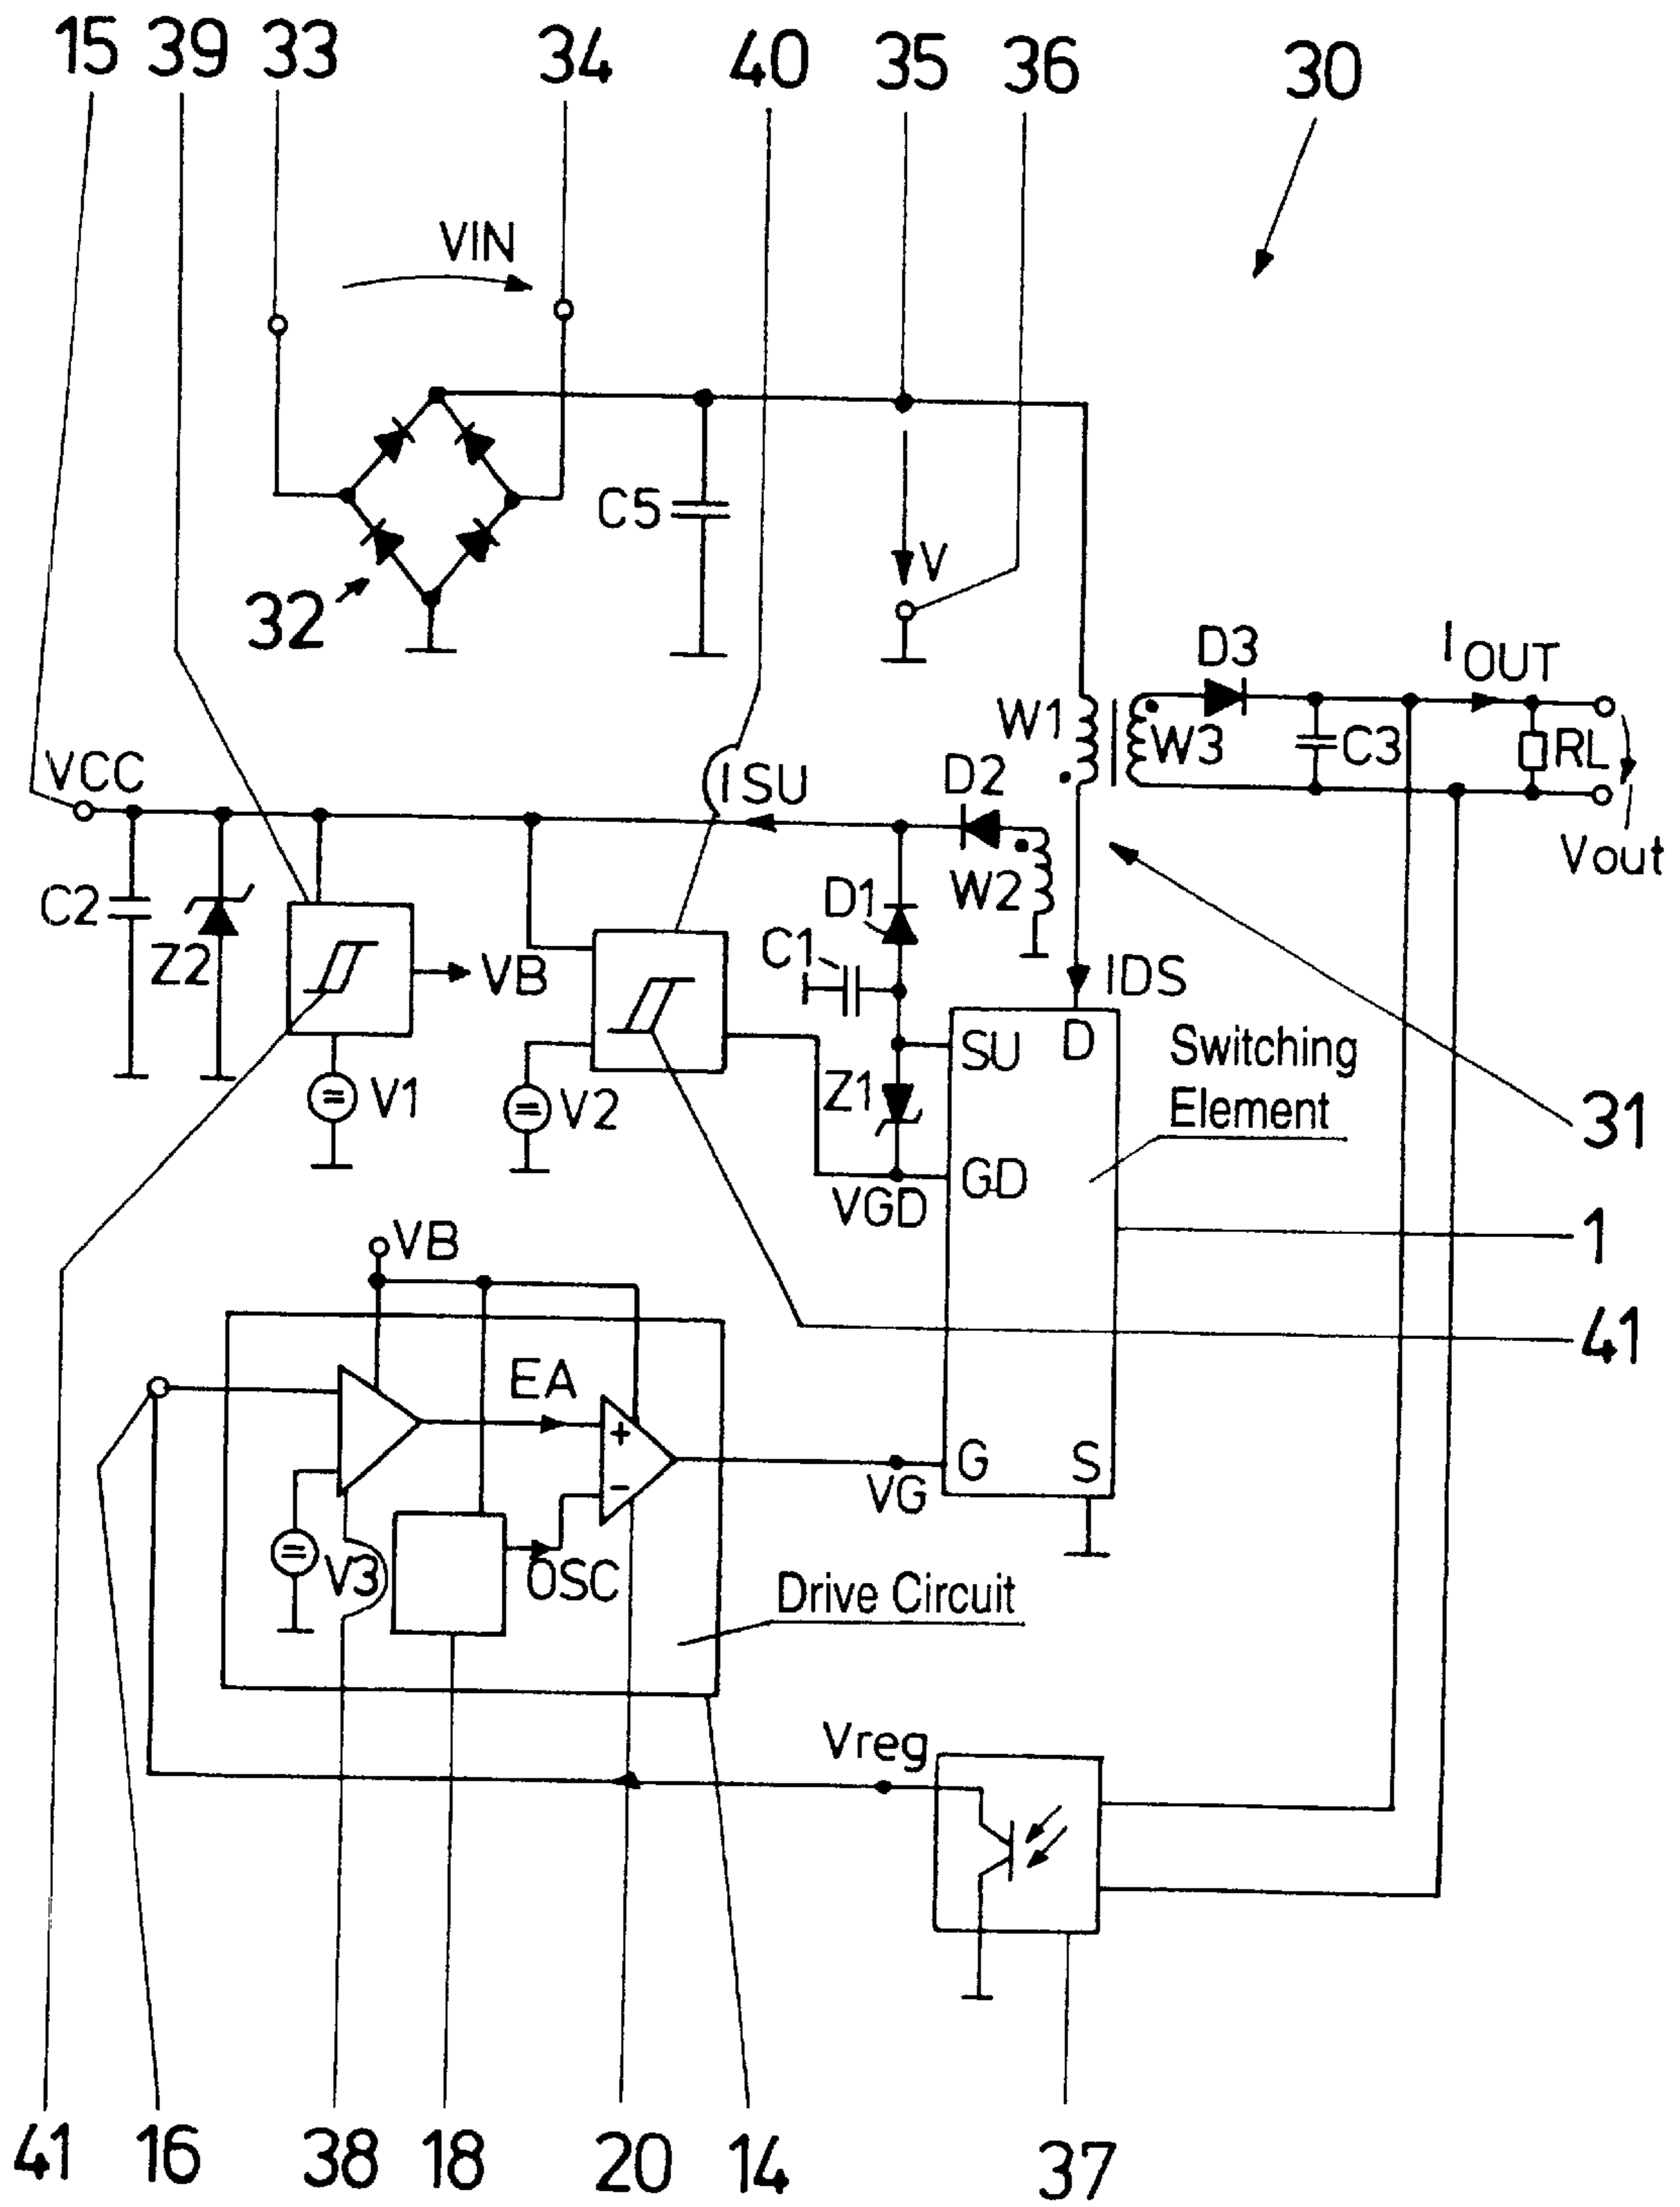 15 39 33 34 40 35 36 30
VIN
C5
V
32
D3
I OUT
W1
W3
C3
RL
VCC
ISU
D2
Vout
C2
Z2
D1
W2
C1
VB
IDS
SU
D
Switching
Element
V1
V2
Z1
31
GD
VGD
1
VB
41
EA
+
G
S
VG
-
V3
OSC
Drive Circuit
Vreg
41 16 38 18 20 14 37